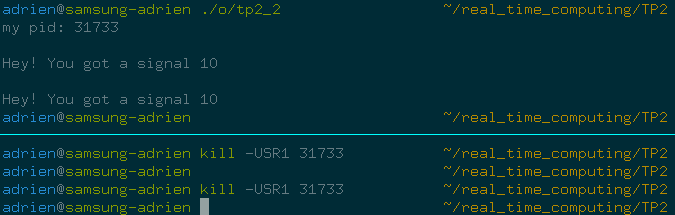 adrien@samsung-adrien ./o/tp2_2 ~/real_time_computing/TP2
my pid: 31733
Hey! You got a signal 10
Hey! You got a signal 10
adrien@samsung-adrien ~/real_time_computing/TP2
adrien@samsung-adrien kill -USR1 31733 ~/real_time_computing/TP2
adrien@samsung-adrien ~/real_time_computing/TP2
adrien@samsung-adrien kill -USR1 31733 ~/real_time_computing/TP2
adrien@samsung-adrien ~/real_time_computing/TP2